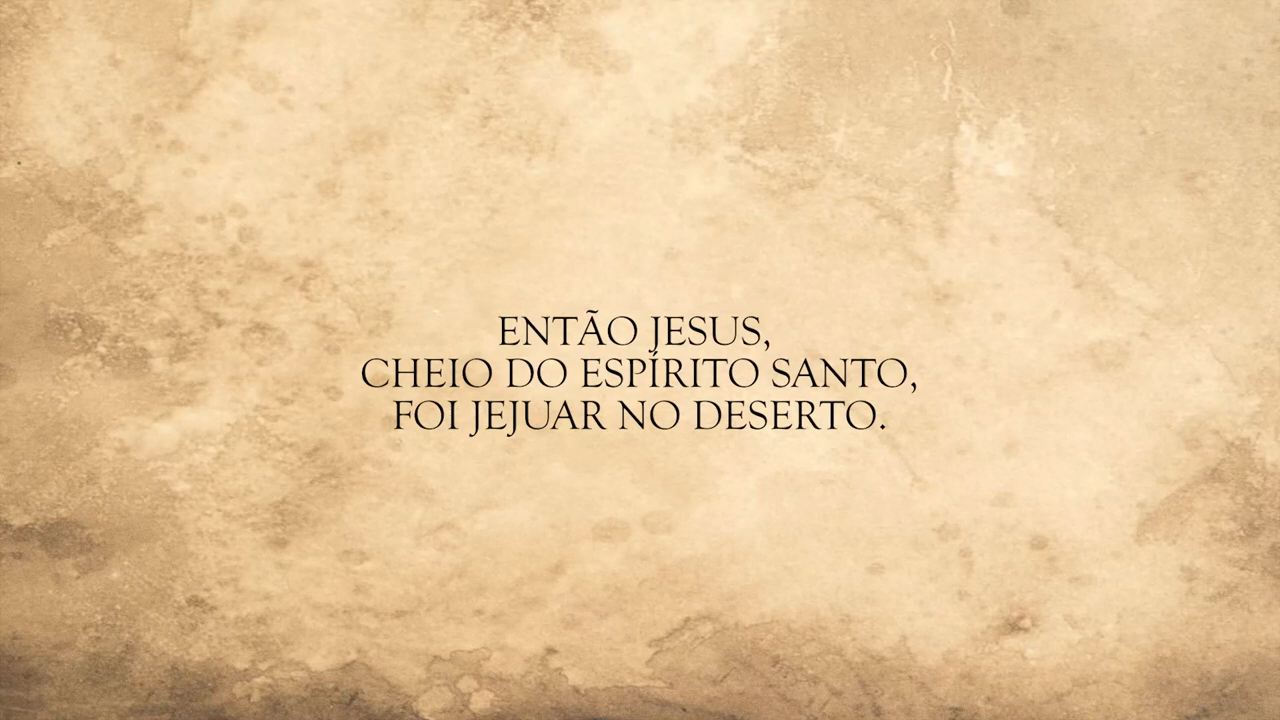 ENTÃO JESUS,
CHEIO DO ESPÍRITO SANTO,
FOI JEJUAR NO DESERTO.